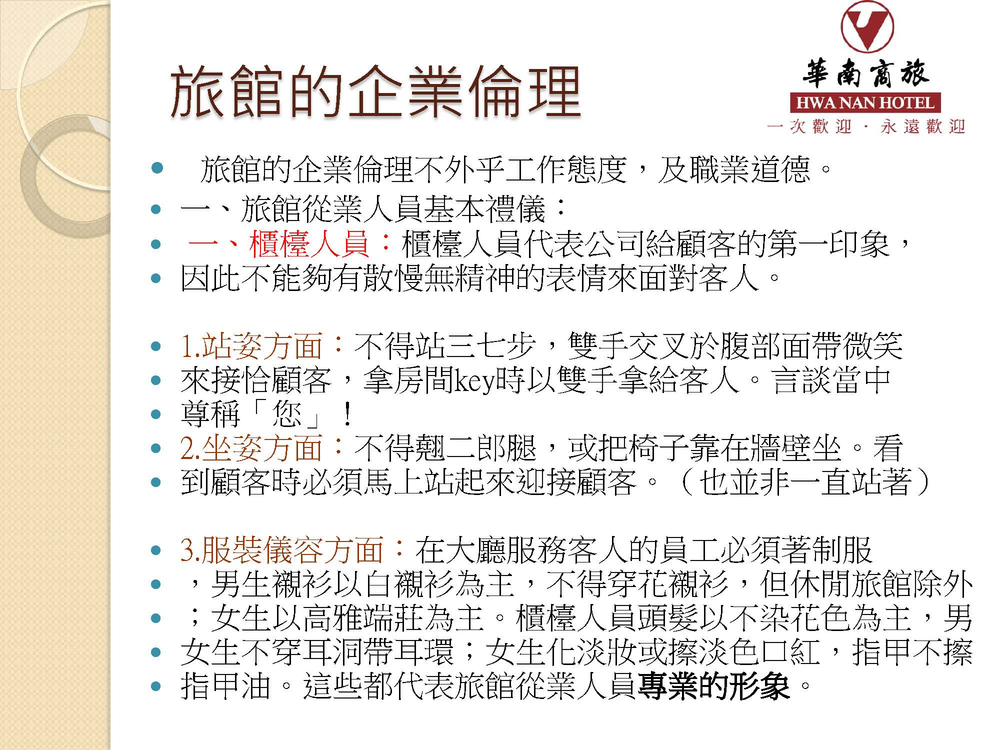 華南商旅
HWA NAN HOTEL
一次歡迎·永遠歡迎
旅館的企業倫理
• 旅館的企業倫理不外乎工作態度，及職業道德。
• 一、旅館從業人員基本禮儀：
• 一、櫃檯人員：櫃檯人員代表公司給顧客的第一印象，
• 因此不能夠有散慢無精神的表情來面對客人。
• 1.站姿方面：不得站三七步，雙手交叉於腹部面帶微笑
• 來接恰顧客，拿房間key時以雙手拿給客人。言談當中
• 尊稱「您」！
• 2.坐姿方面：不得翹二郎腿，或把椅子靠在牆壁坐。看
• 到顧客時必須馬上站起來迎接顧客。（也並非一直站著）
• 3.服裝儀容方面：在大廳服務客人的員工必須著制服
• ，男生襯衫以白襯衫為主，不得穿花襯衫，但休閒旅館除外
• ；女生以高雅端莊為主。櫃檯人員頭髮以不染花色為主，男
• 女生不穿耳洞帶耳環；女生化淡妝或擦淡色口紅，指甲不擦
• 指甲油。這些都代表旅館從業人員專業的形象。